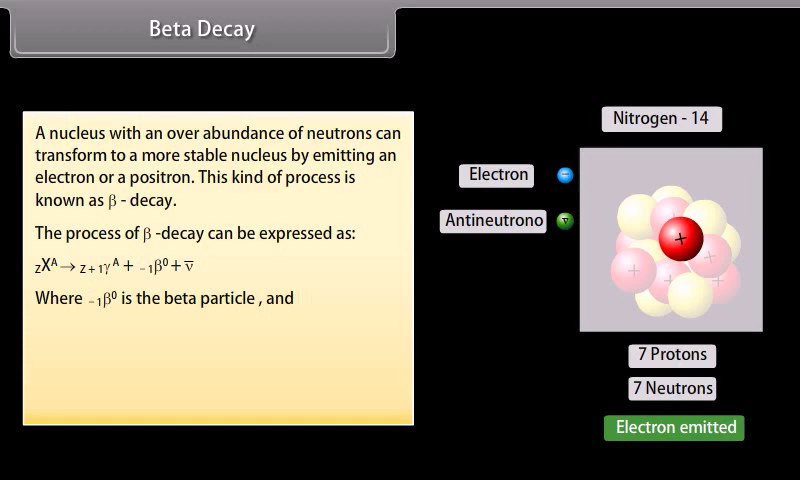 Beta Decay
A nucleus with an over abundance of neutrons can
transform to a more stable nucleus by emitting an
electron or a positron. This kind of process is
known as β - decay.
The process of β -decay can be expressed as:
ZXᴬ → Z+1γᴬ + ₋₁β⁰ + ν̅
Where ₋₁β⁰ is the beta particle , and
Nitrogen - 14
Electron −
Antineutrono ν̅
+
+
+
+
+
+
7 Protons
7 Neutrons
Electron emitted